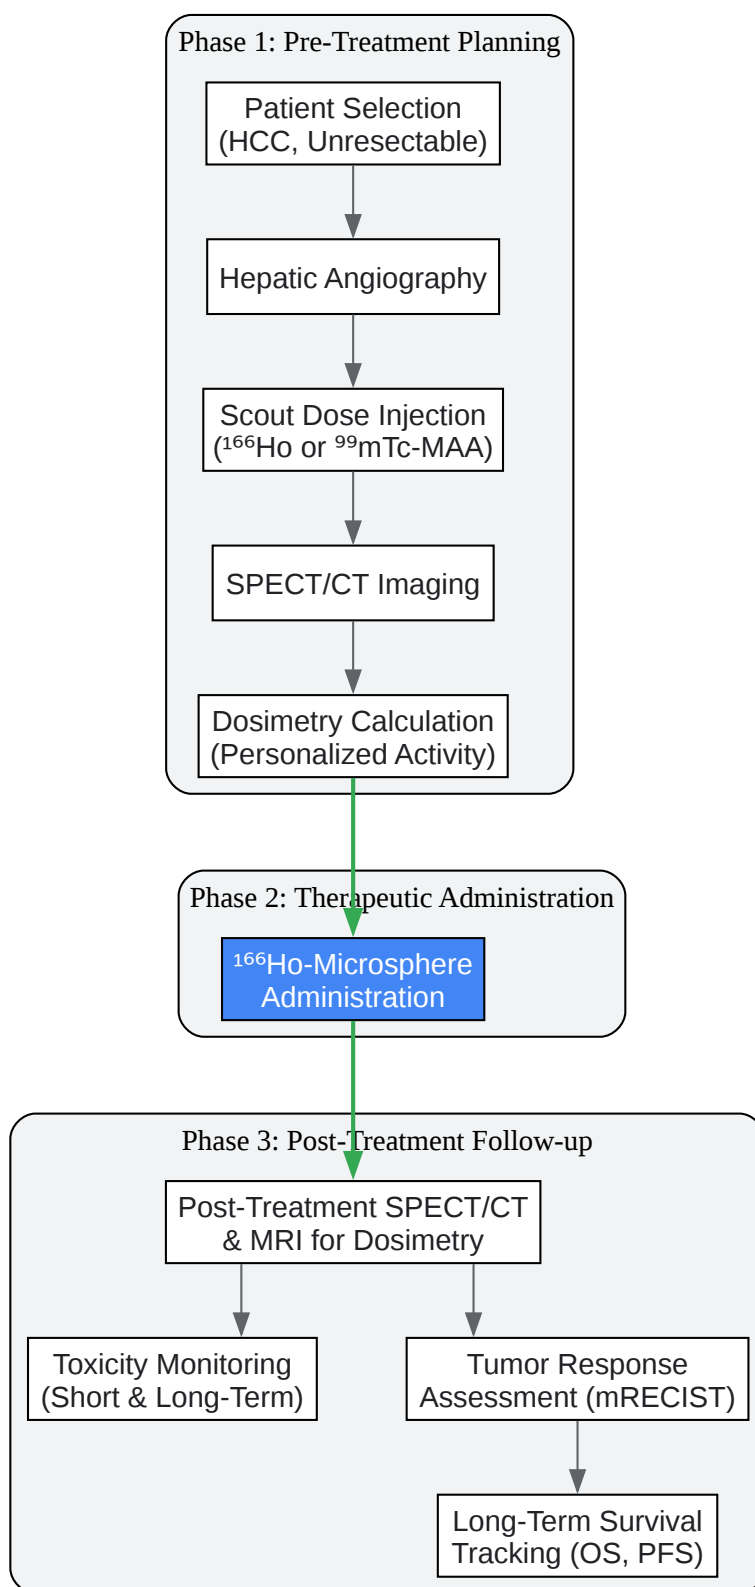 Phase 1: Pre-Treatment Planning
Patient Selection
(HCC, Unresectable)
Hepatic Angiography
Scout Dose Injection
(¹⁶⁶Ho or ⁹⁹mTc-MAA)
SPECT/CT Imaging
Dosimetry Calculation
(Personalized Activity)
Phase 2: Therapeutic Administration
¹⁶⁶Ho-Microsphere
Administration
Phase 3: Post-Treatment Follow-up
Post-Treatment SPECT/CT
& MRI for Dosimetry
Toxicity Monitoring
(Short & Long-Term)
Tumor Response
Assessment (mRECIST)
Long-Term Survival
Tracking (OS, PFS)